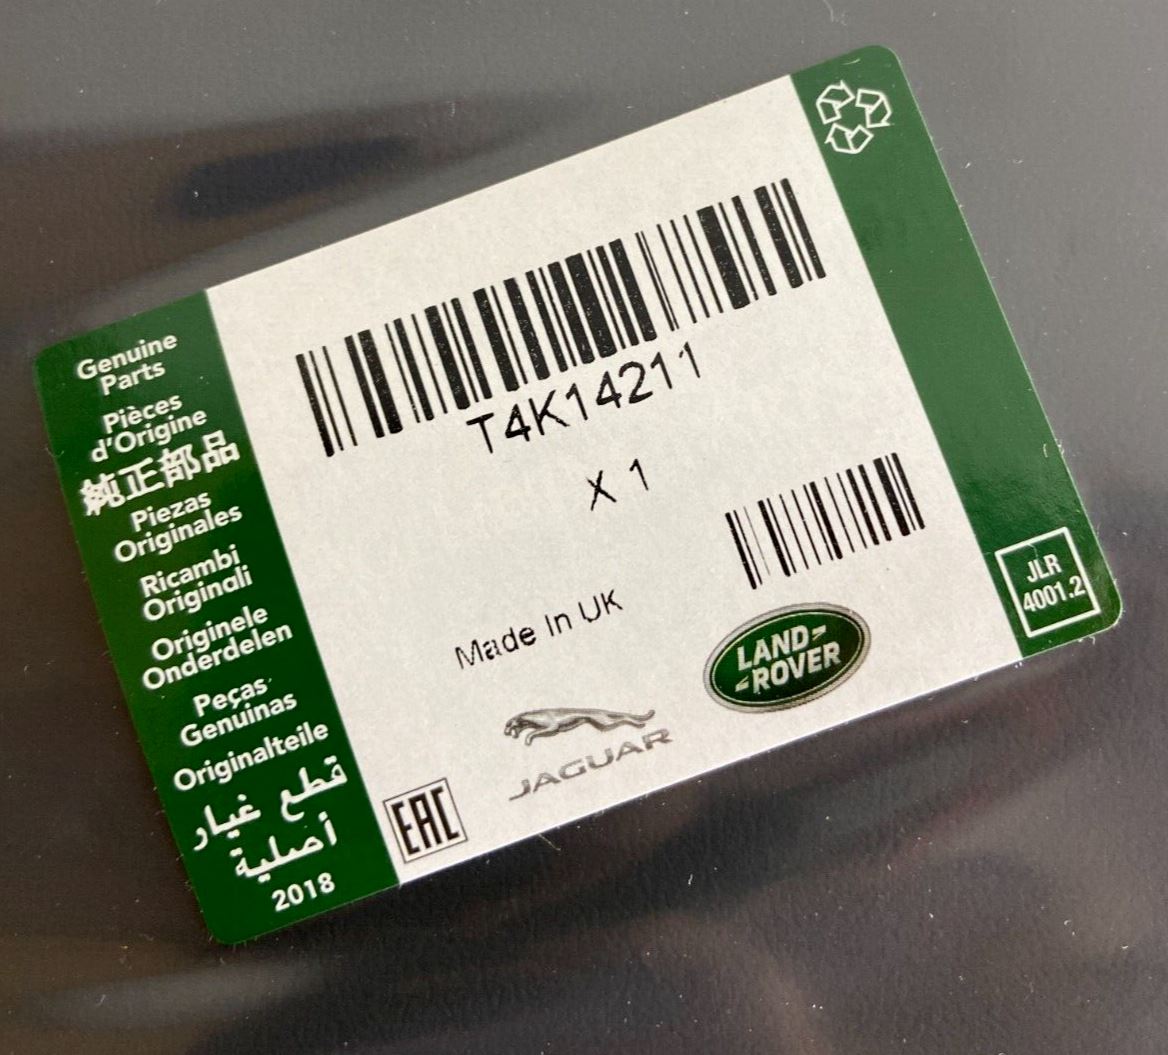 Genuine
Parts
Pièces
d'Origine
純正部品
Piezas
Originales
Ricambi
Originali
Originele
Onderdelen
Peças
Genuinas
Originalteile
قطع غيار
أصلية
2018
T4K14211
X 1
Made In UK
JAGUAR
LAND-
-ROVER
EAC
JLR
4001.2